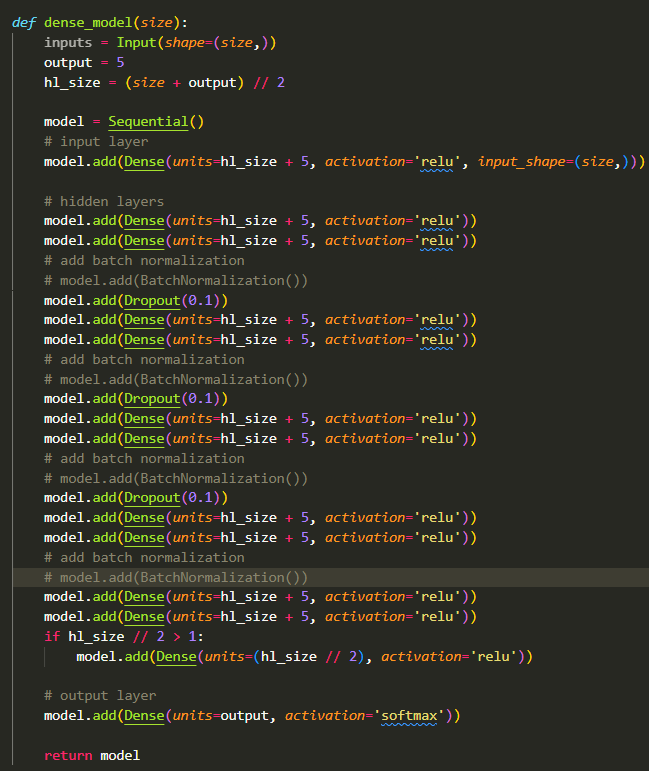 def dense_model(size):
    inputs = Input(shape=(size,))
    output = 5
    hl_size = (size + output) // 2

    model = Sequential()
    # input layer
    model.add(Dense(units=hl_size + 5, activation='relu', input_shape=(size,)))

    # hidden layers
    model.add(Dense(units=hl_size + 5, activation='relu'))
    model.add(Dense(units=hl_size + 5, activation='relu'))
    # add batch normalization
    # model.add(BatchNormalization())
    model.add(Dropout(0.1))
    model.add(Dense(units=hl_size + 5, activation='relu'))
    model.add(Dense(units=hl_size + 5, activation='relu'))
    # add batch normalization
    # model.add(BatchNormalization())
    model.add(Dropout(0.1))
    model.add(Dense(units=hl_size + 5, activation='relu'))
    model.add(Dense(units=hl_size + 5, activation='relu'))
    # add batch normalization
    # model.add(BatchNormalization())
    model.add(Dropout(0.1))
    model.add(Dense(units=hl_size + 5, activation='relu'))
    model.add(Dense(units=hl_size + 5, activation='relu'))
    # add batch normalization
    # model.add(BatchNormalization())
    model.add(Dense(units=hl_size + 5, activation='relu'))
    model.add(Dense(units=hl_size + 5, activation='relu'))
    if hl_size // 2 > 1:
        model.add(Dense(units=(hl_size // 2), activation='relu'))

    # output layer
    model.add(Dense(units=output, activation='softmax'))

    return model